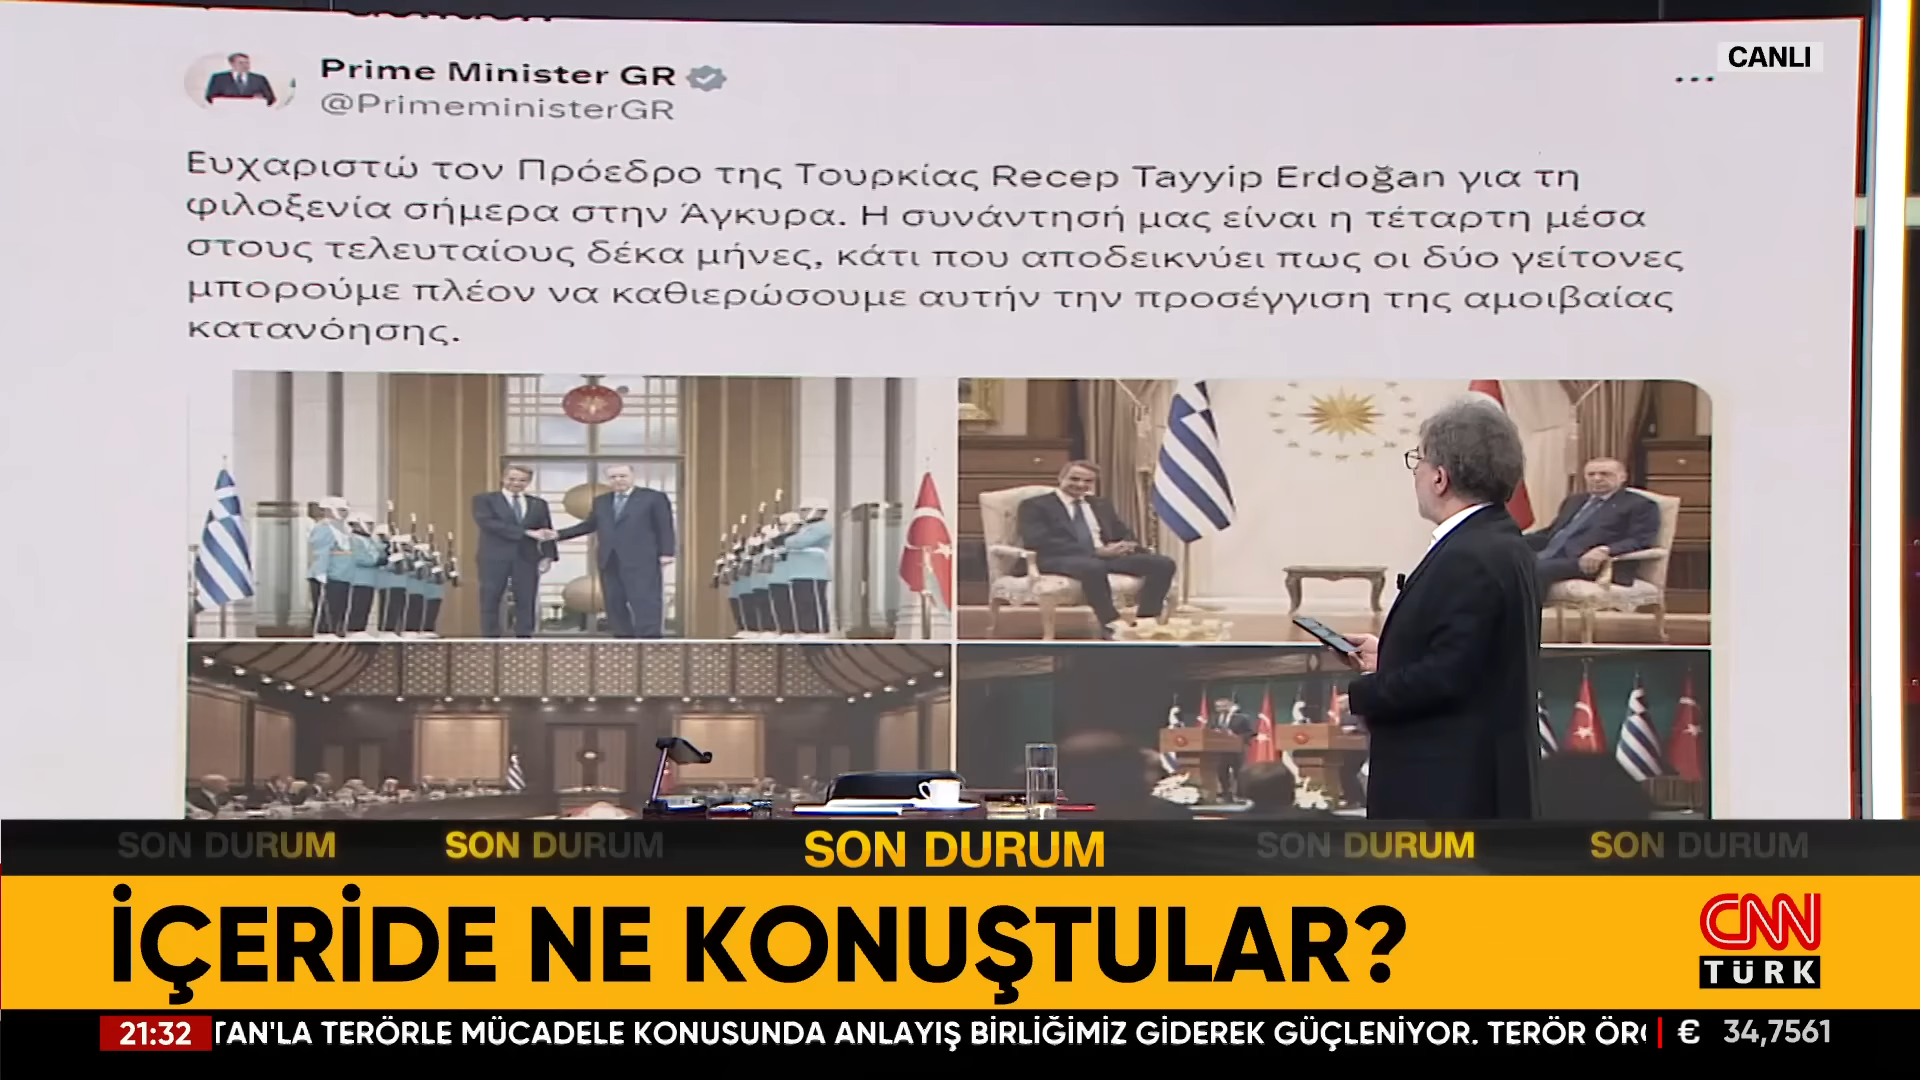 CANLI
Prime Minister GR
@PrimeministerGR
Ευχαριστώ τον Πρόεδρο της Τουρκίας Recep Tayyip Erdoğan για τη
φιλοξενία σήμερα στην Άγκυρα. Η συνάντησή μας είναι η τέταρτη μέσα
στους τελευταίους δέκα μήνες, κάτι που αποδεικνύει πως οι δύο γείτονες
μπορούμε πλέον να καθιερώσουμε αυτήν την προσέγγιση της αμοιβαίας
κατανόησης.
SON DURUM SON DURUM SON DURUM SON DURUM SON DURUM
İÇERİDE NE KONUŞTULAR?
CNN
TÜRK
21:32 TAN'LA TERÖRLE MÜCADELE KONUSUNDA ANLAYIŞ BİRLİĞİMİZ GİDEREK GÜÇLENİYOR. TERÖR € 34,7561